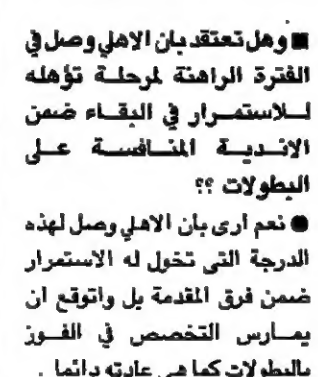 ■ وهل تعتقد بان الاهلي وصل في
الفترة الراهنة لمرحلة تؤهله
للاستمرار في البقاء ضمن
الاندية المنافسة على
البطولات ؟؟
● نعم ارى بان الاهلي وصل لهذه
الدرجة التي تخول له الاستمرار
ضمن فرق المقدمة بل واتوقع ان
يمارس التخصص في الفوز
بالبطولات كما هي عادته دائما .